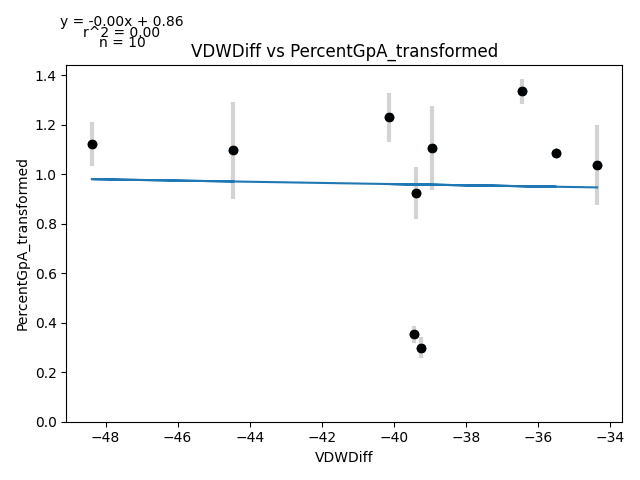 y = -0.00x + 0.86
r^2 = 0.00
n = 10
VDWDiff vs PercentGpA_transformed
1.4
1.2
1.0
0.8
0.6
0.4
0.2
0.0
PercentGpA_transformed
−48 −46 −44 −42 −40 −38 −36 −34
VDWDiff